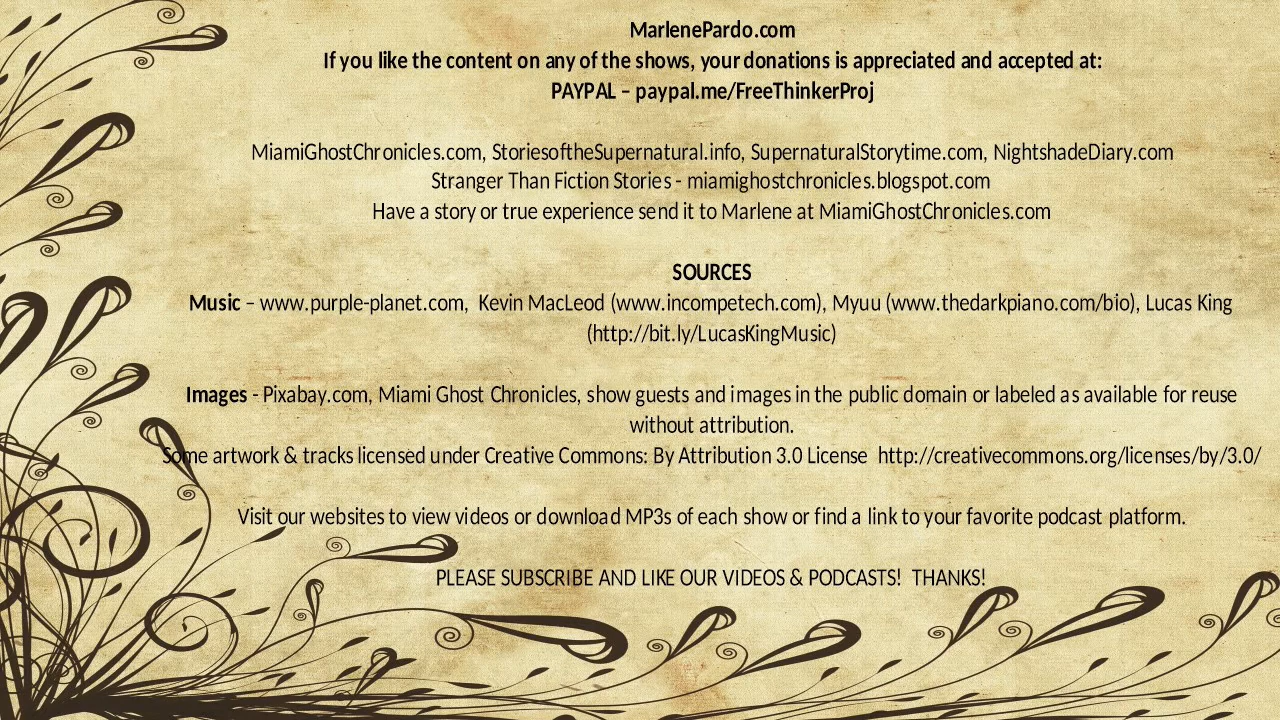 MarlenePardo.com
If you like the content on any of the shows, your donations is appreciated and accepted at:
PAYPAL – paypal.me/FreeThinkerProj
MiamiGhostChronicles.com, StoriesoftheSupernatural.info, SupernaturalStorytime.com, NightshadeDiary.com
Stranger Than Fiction Stories - miamighostchronicles.blogspot.com
Have a story or true experience send it to Marlene at MiamiGhostChronicles.com
SOURCES
Music – www.purple-planet.com,  Kevin MacLeod (www.incompetech.com), Myuu (www.thedarkpiano.com/bio), Lucas King
(http://bit.ly/LucasKingMusic)
Images - Pixabay.com, Miami Ghost Chronicles, show guests and images in the public domain or labeled as available for reuse
without attribution.
Some artwork & tracks licensed under Creative Commons: By Attribution 3.0 License  http://creativecommons.org/licenses/by/3.0/
Visit our websites to view videos or download MP3s of each show or find a link to your favorite podcast platform.
PLEASE SUBSCRIBE AND LIKE OUR VIDEOS & PODCASTS!  THANKS!